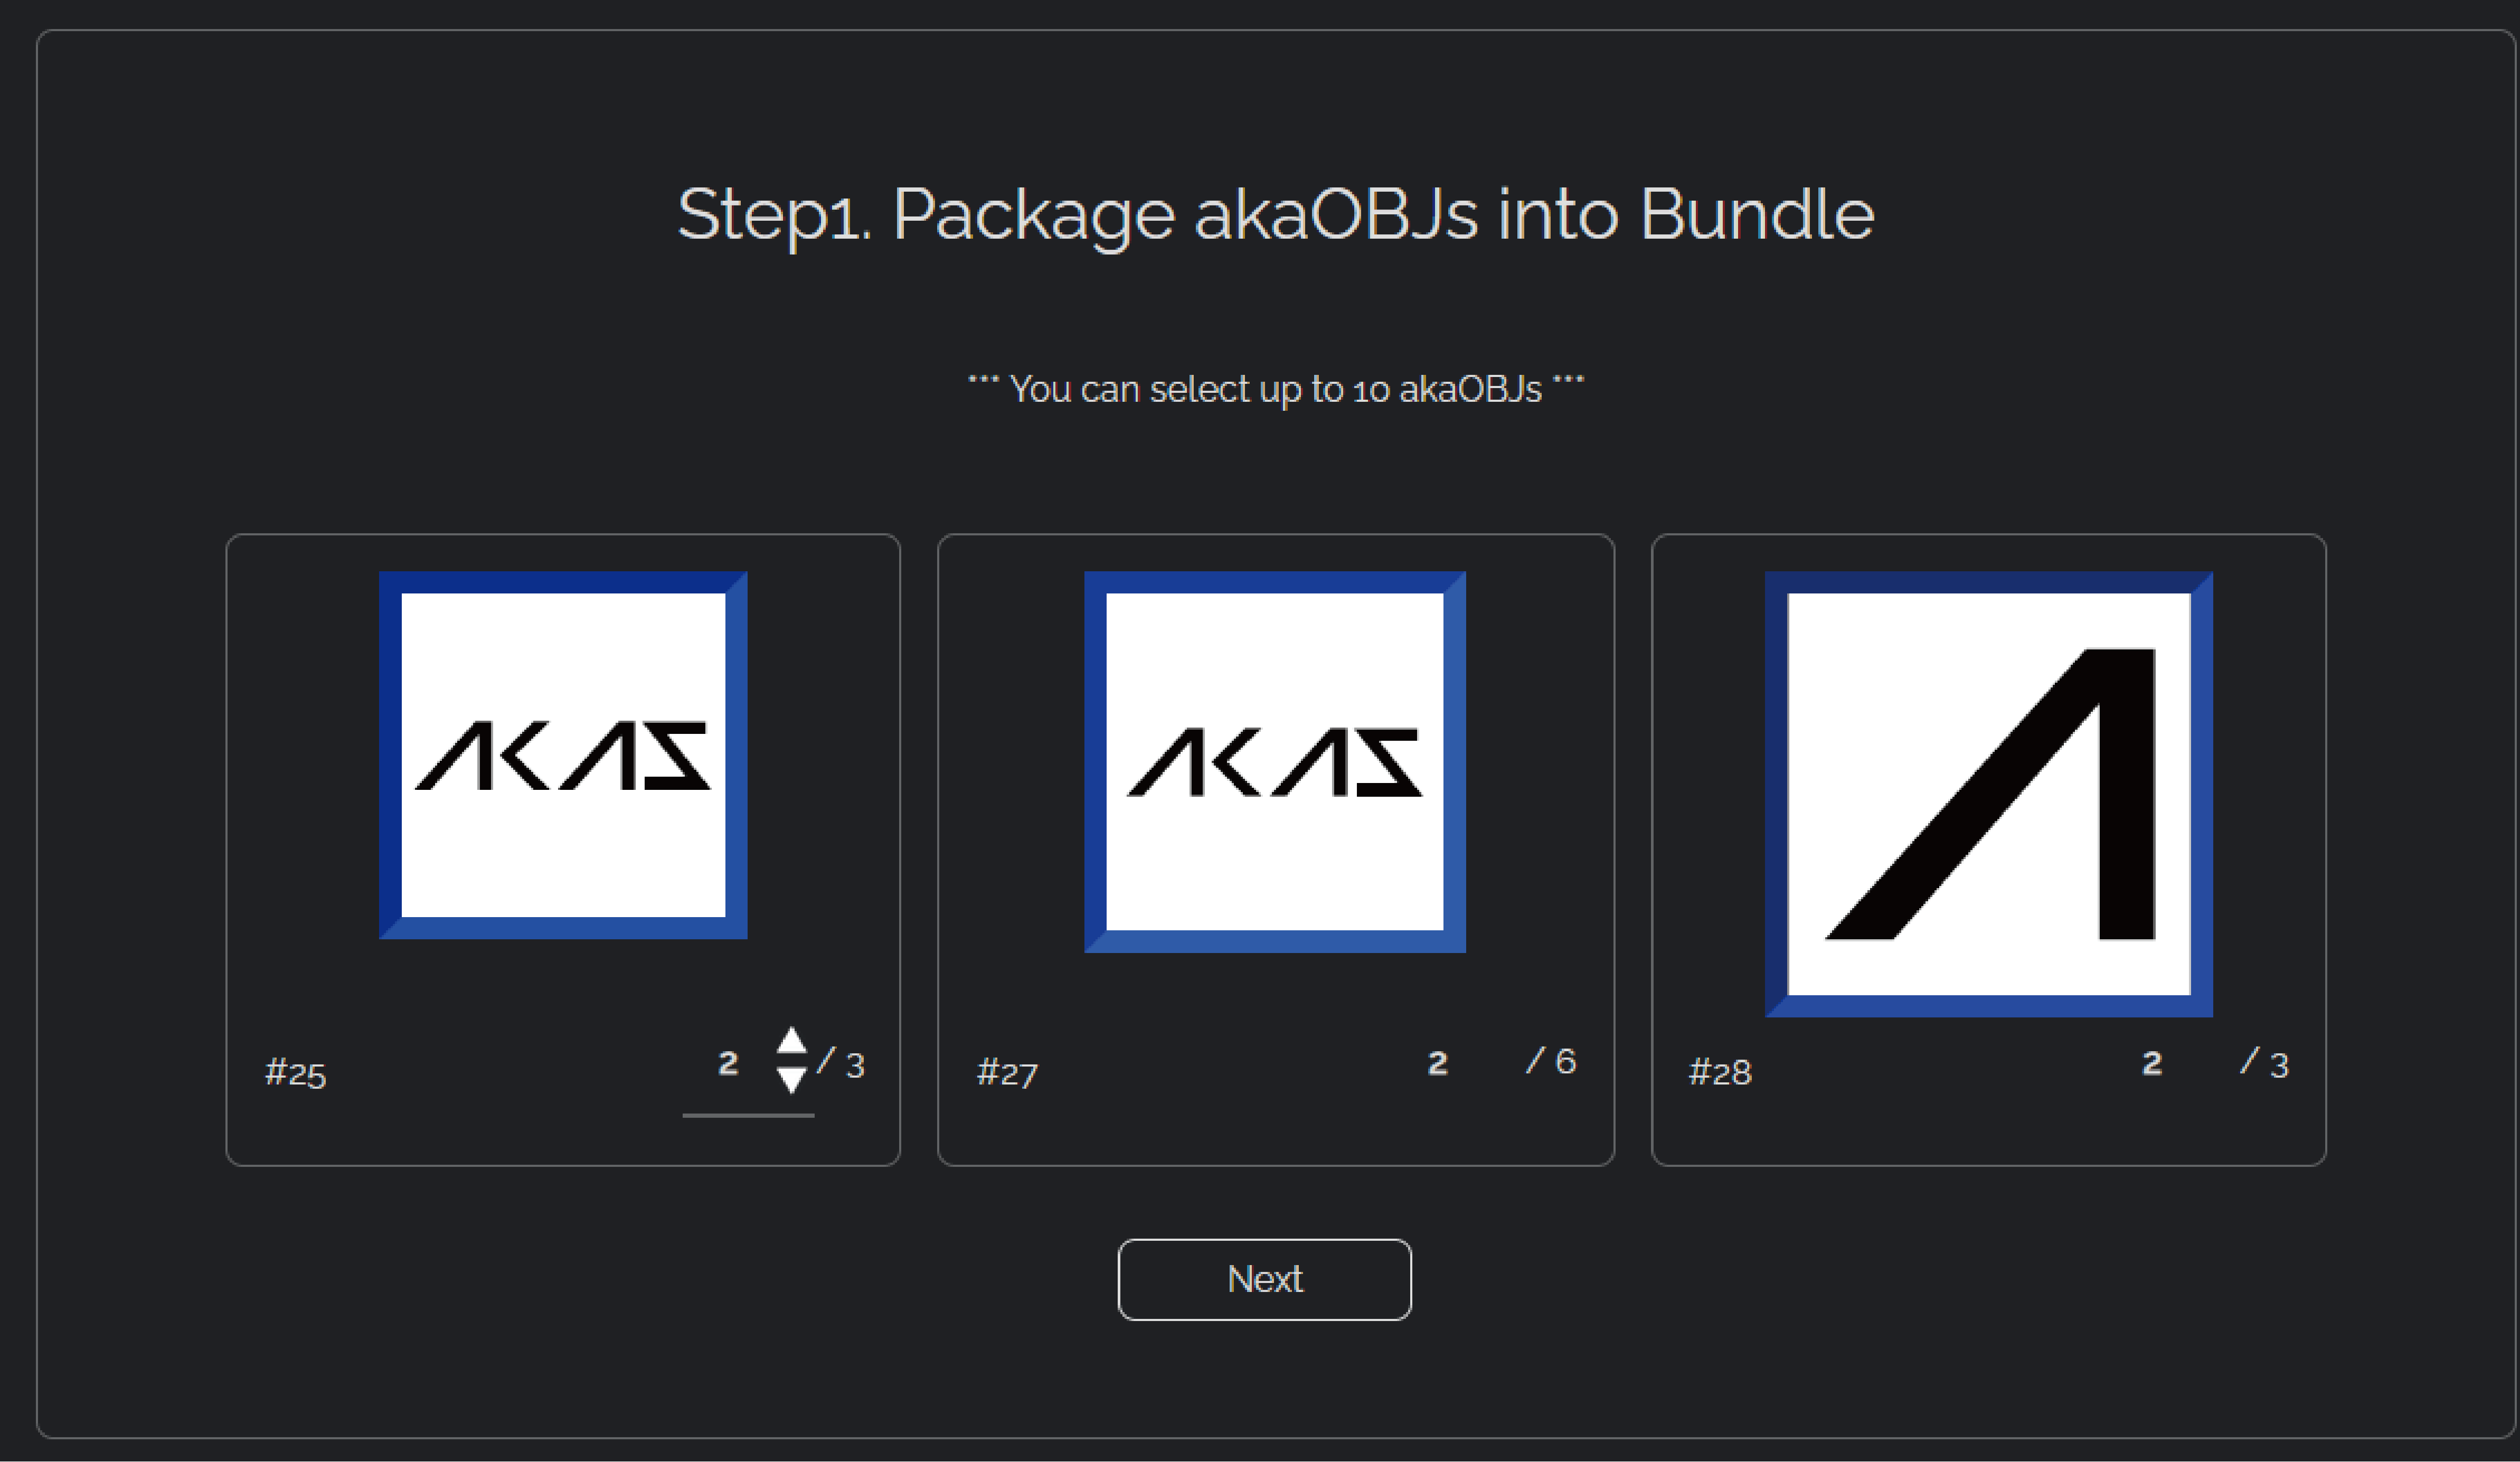 Step1. Package akaOBJs into Bundle
*** You can select up to 10 akaOBJs ***
AKAS
AKAS
A
#25 2 / 3
#27 2 / 6
#28 2 / 3
Next